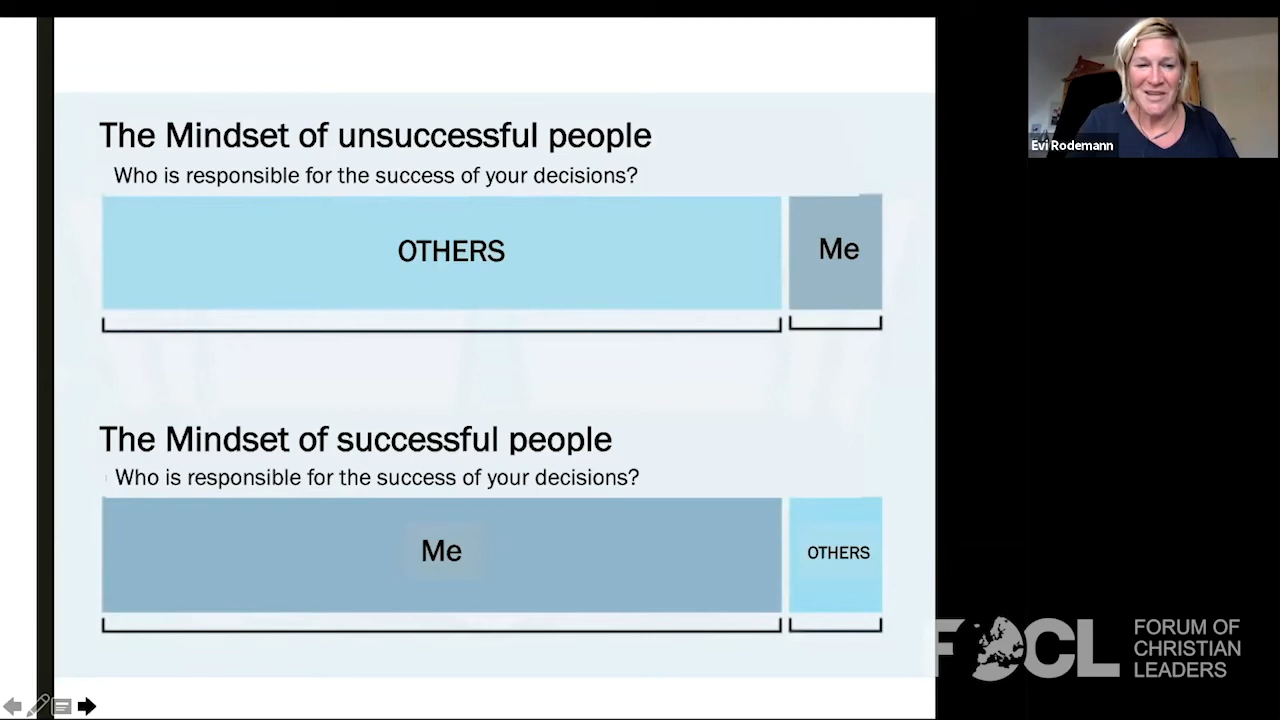 The Mindset of unsuccessful people
Who is responsible for the success of your decisions?
OTHERS
Me
The Mindset of successful people
Who is responsible for the success of your decisions?
Me
OTHERS
Evi Rodemann
FOCL
FORUM OF
CHRISTIAN
LEADERS